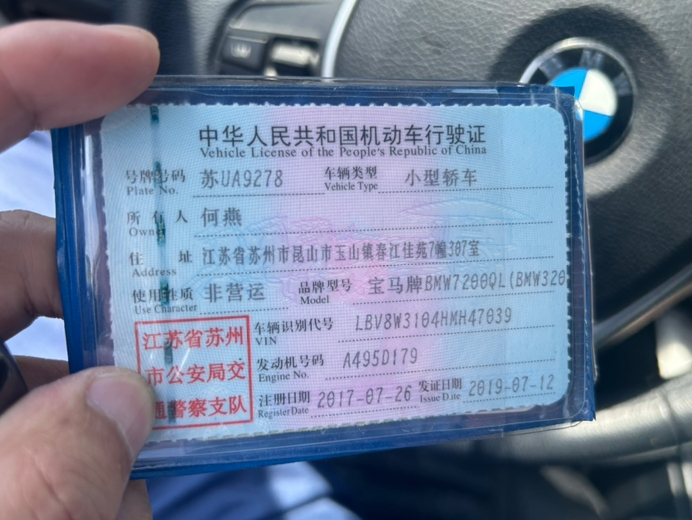 中华人民共和国机动车行驶证
Vehicle License of the People's Republic of China
号牌号码 苏UA9278 车辆类型 小型轿车
Plate No. Vehicle Type
所有人 何燕
Owner
住址 江苏省苏州市昆山市玉山镇春江佳苑7幢307室
Address
使用性质 非营运 品牌型号 宝马牌BMW7200QL(BMW320
Use Character Model
江苏省苏州
市公安局交
通警察支队
车辆识别代号 LBV8W3104HMH47039
VIN
发动机号码 A495D179
Engine No.
注册日期 2017-07-26 发证日期 2019-07-12
Register Date Issue Date